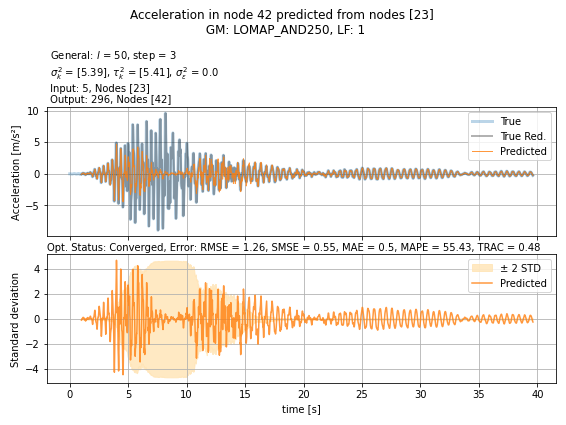 Acceleration in node 42 predicted from nodes [23]
GM: LOMAP_AND250, LF: 1
General: l = 50, step = 3
σ²_k = [5.39], τ²_k = [5.41], σ²_ε = 0.0
Input: 5, Nodes [23]
Output: 296, Nodes [42]
10
5
0
−5
Acceleration [m/s²]
True
True Red.
Predicted
Opt. Status: Converged, Error: RMSE = 1.26, SMSE = 0.55, MAE = 0.5, MAPE = 55.43, TRAC = 0.48
4
2
0
−2
−4
Standard deviation
± 2 STD
Predicted
0 5 10 15 20 25 30 35 40
time [s]